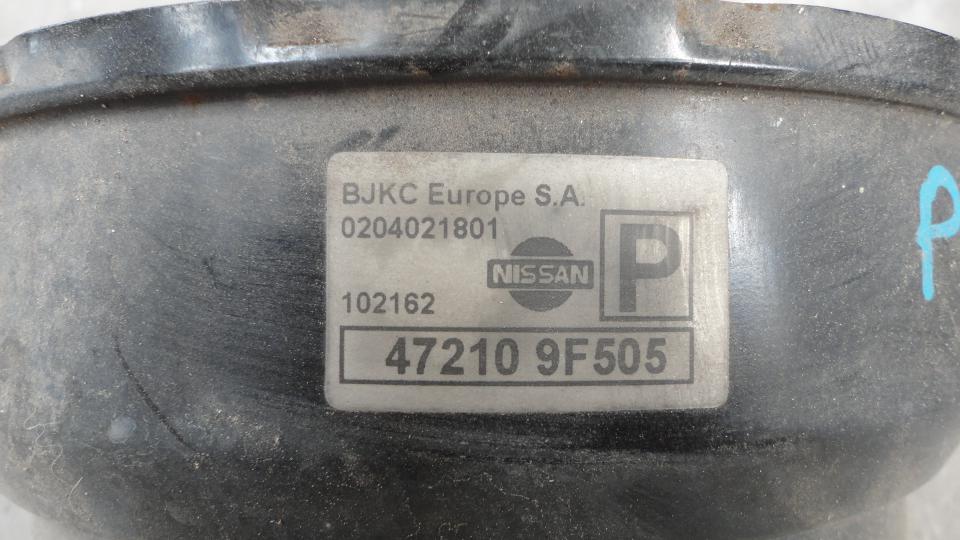 BJKC Europe S.A.
0204021801
NISSAN
P
102162
47210 9F505
P